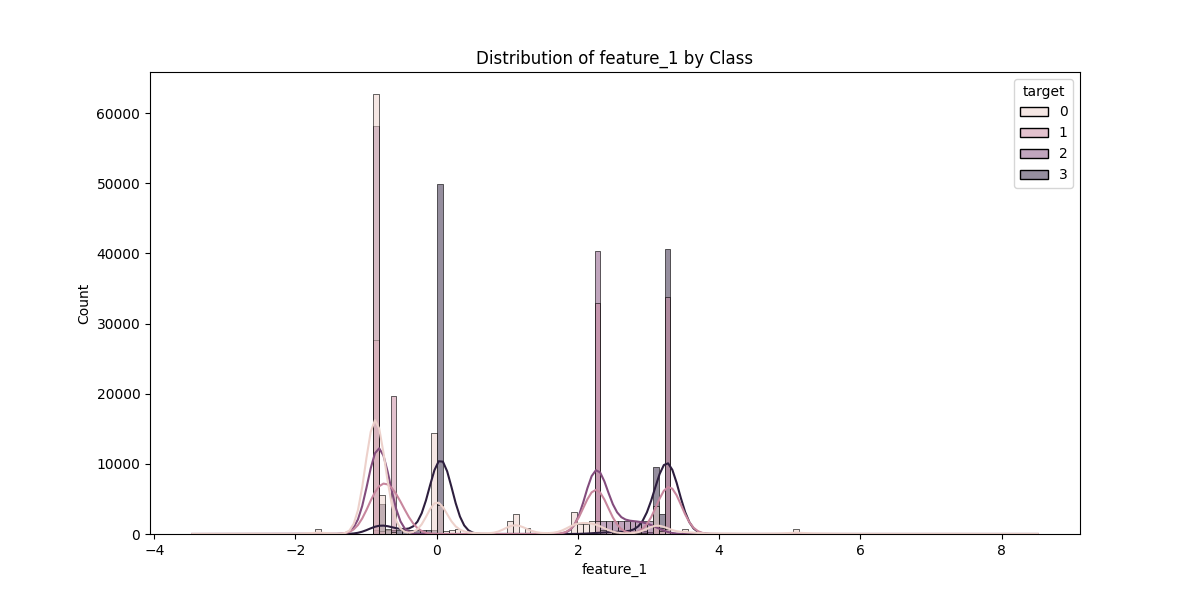 Distribution of feature_1 by Class
target
0
1
2
3
Count
60000
50000
40000
30000
20000
10000
0
−4 −2 0 2 4 6 8
feature_1